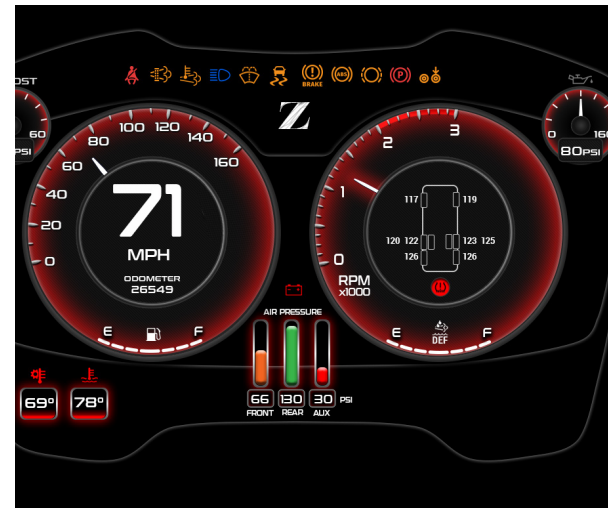 BRAKE
ABS
P
Z
OST
60
PSI
0
20
40
60
80
100
120
140
160
71
MPH
ODOMETER
26549
E
F
0
1
2
3
RPM
x1000
117
119
120
122
123
125
126
126
E
DEF
F
0
160
80PSI
AIR PRESSURE
66
130
30
PSI
FRONT
REAR
AUX
69°
78°